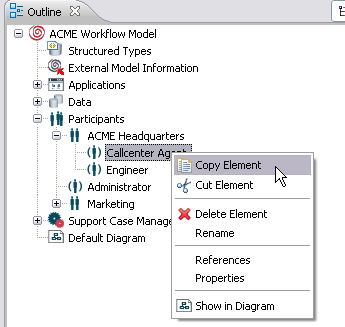 Outline
ACME Workflow Model
Structured Types
External Model Information
Applications
Data
Participants
ACME Headquarters
Callcenter Agent
Engineer
Administrator
Marketing
Support Case Manage
Default Diagram
Copy Element
Cut Element
Delete Element
Rename
References
Properties
Show in Diagram